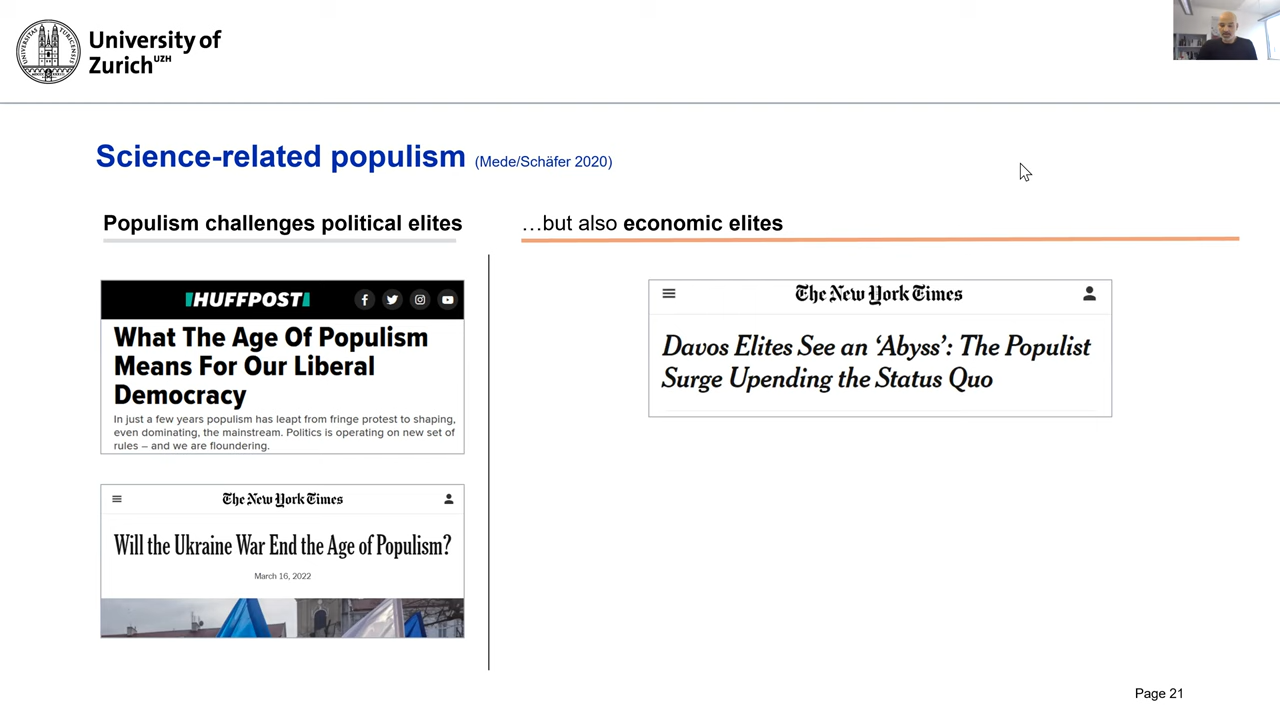 University of
Zurich UZH
Science-related populism (Mede/Schäfer 2020)
Populism challenges political elites
…but also economic elites
HUFFPOST
What The Age Of Populism
Means For Our Liberal
Democracy
In just a few years populism has leapt from fringe protest to shaping,
even dominating, the mainstream. Politics is operating on new set of
rules – and we are floundering.
The New York Times
Will the Ukraine War End the Age of Populism?
March 16, 2022
The New York Times
Davos Elites See an ‘Abyss’: The Populist
Surge Upending the Status Quo
Page 21